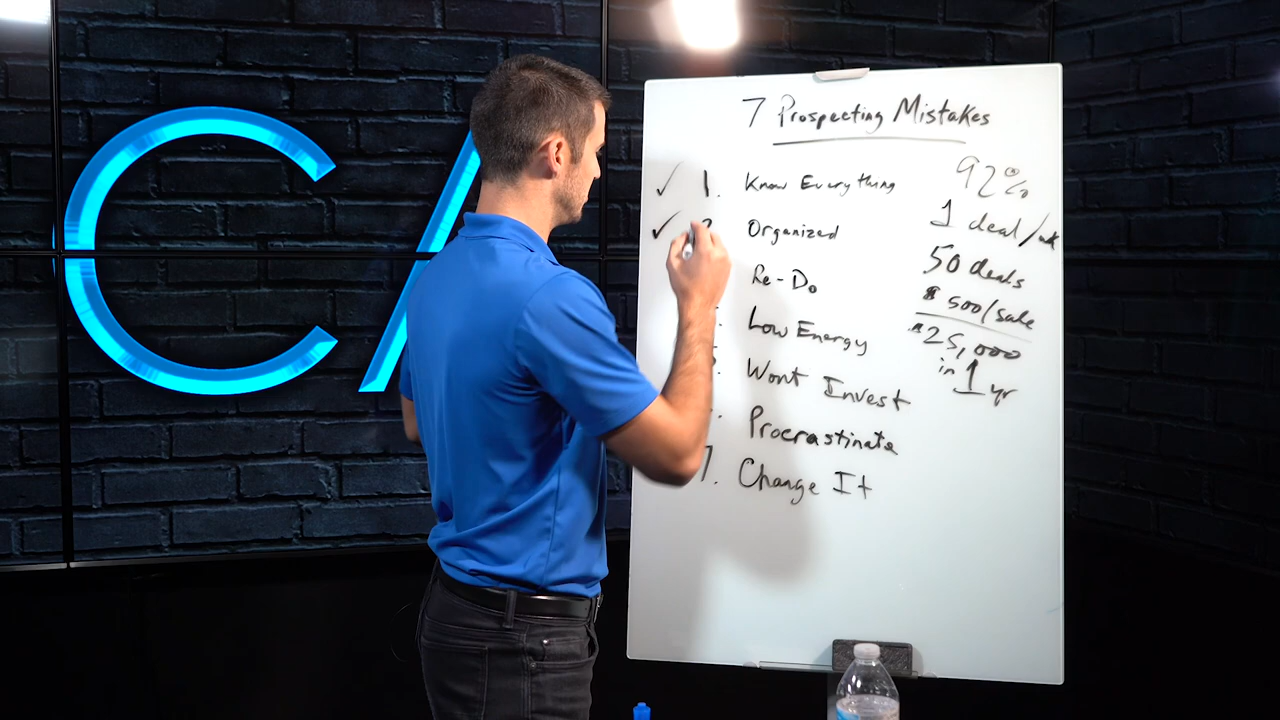 CA
7 Prospecting Mistakes
✓ 1. Know Everything
✓ Organized
Re-Do
Low Energy
Wont Invest
Procrastinate
7. Change It
92%
1 deal/wk
50 deals
$500/sale
$25,000
in 1 yr